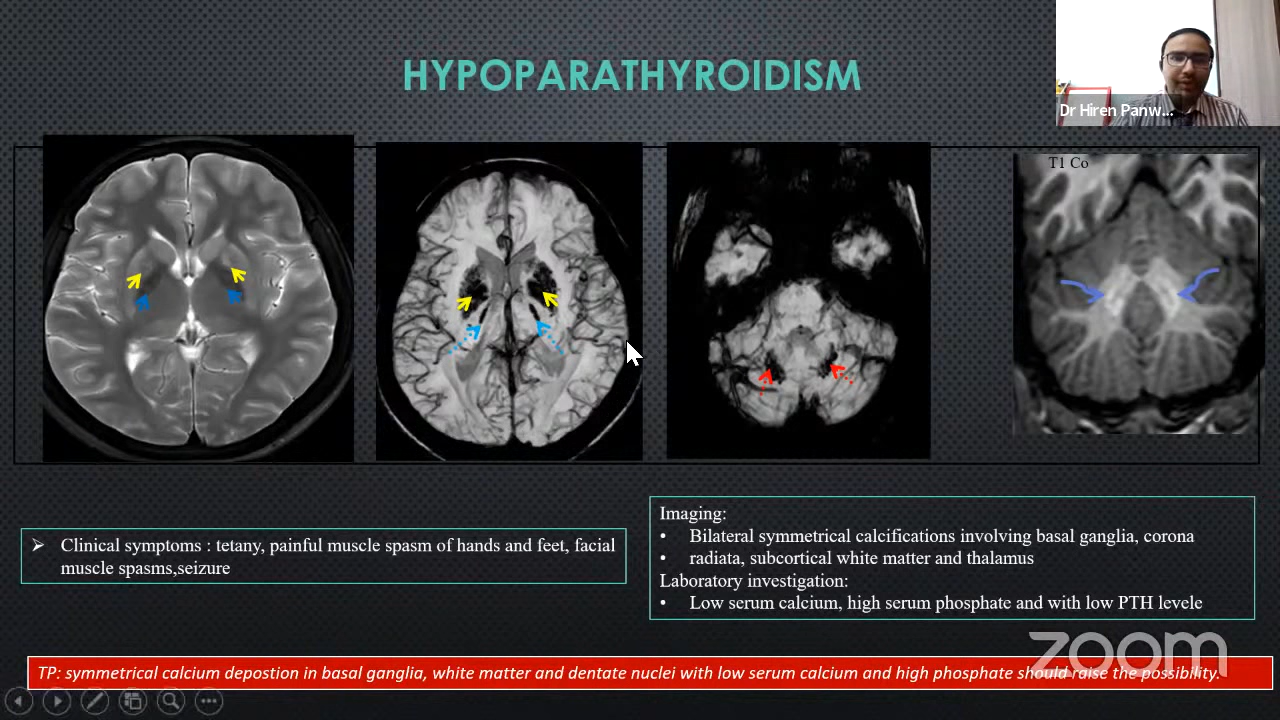 HYPOPARATHYROIDISM
Dr Hiren Panw...
T1 Co
➢ Clinical symptoms : tetany, painful muscle spasm of hands and feet, facial
muscle spasms,seizure
Imaging:
• Bilateral symmetrical calcifications involving basal ganglia, corona
• radiata, subcortical white matter and thalamus
Laboratory investigation:
• Low serum calcium, high serum phosphate and with low PTH levele
zoom
TP: symmetrical calcium depostion in basal ganglia, white matter and dentate nuclei with low serum calcium and high phosphate should raise the possibility.